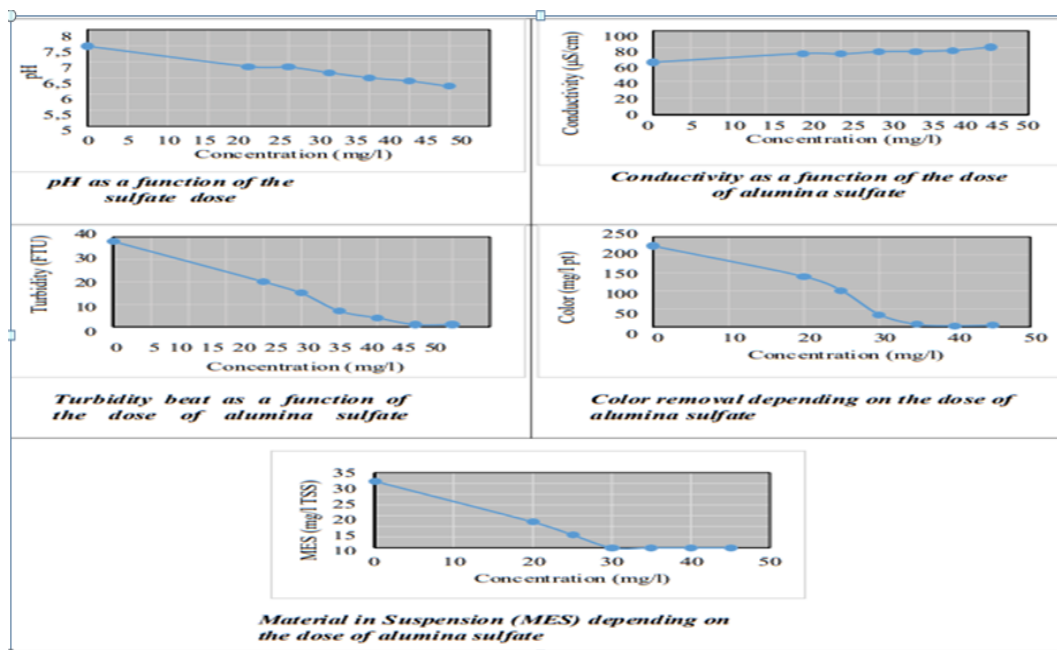 8
7,5
7
6,5
6
5,5
5
pH
0 5 10 15 20 25 30 35 40 45 50
Concentration (mg/l)
pH as a function of the
sulfate dose
100
80
60
40
20
0
Conductivity (µS/cm)
0 5 10 15 20 25 30 35 40 45 50
Concentration (mg/l)
Conductivity as a function of the dose
of alumina sulfate
40
30
20
10
0
Turbidity (FTU)
0 5 10 15 20 25 30 35 40 45 50
Concentration (mg/l)
Turbidity beat as a function of
the dose of alumina sulfate
250
200
150
100
50
0
Color (mg/l pt)
0 10 20 30 40 50
Concentration (mg/l)
Color removal depending on the dose of
alumina sulfate
35
30
25
20
15
10
MES (mg/l TSS)
0 10 20 30 40 50
Concentration (mg/l)
Material in Suspension (MES) depending on
the dose of alumina sulfate